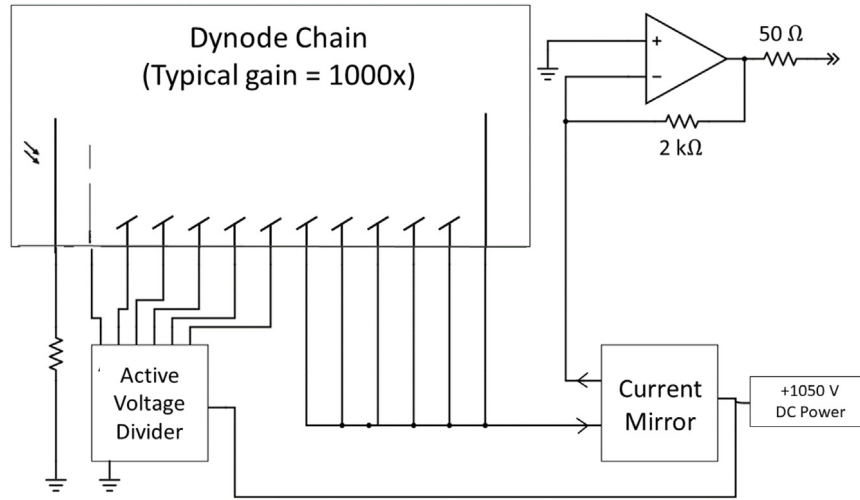 Dynode Chain
(Typical gain = 1000x)
50 Ω
+
−
2 kΩ
Active
Voltage
Divider
Current
Mirror
+1050 V
DC Power